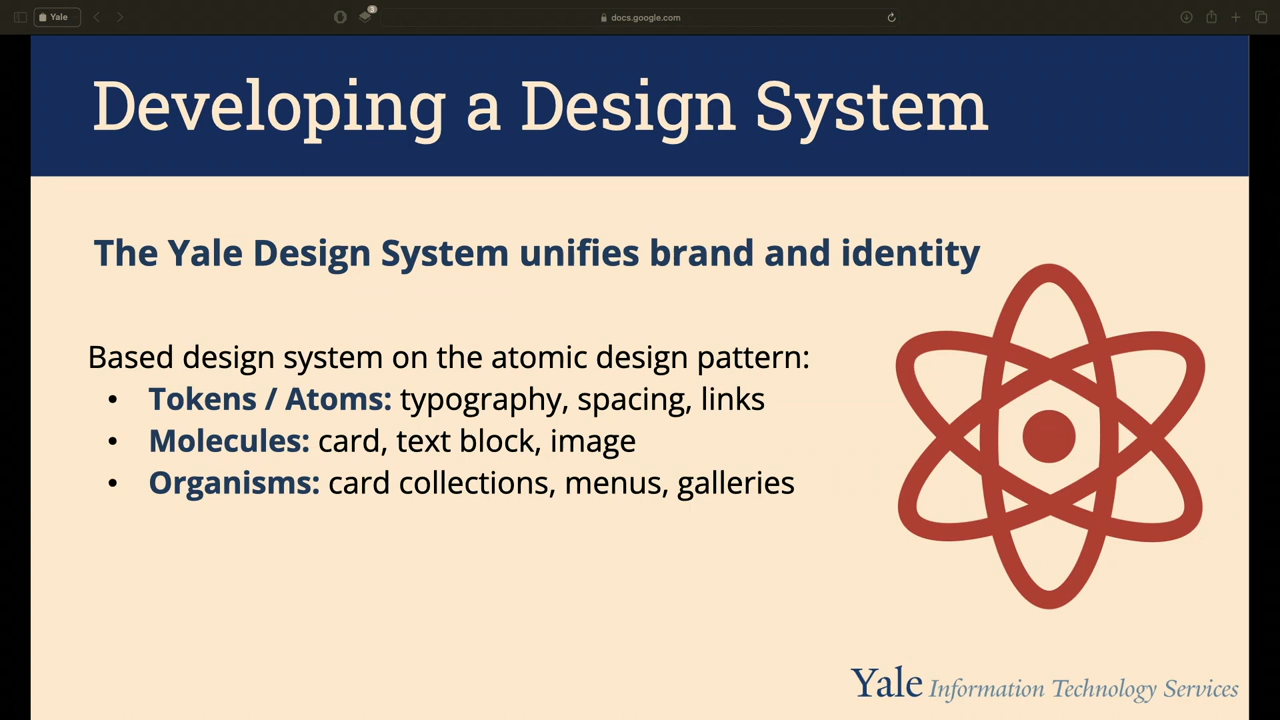 Yale
3
docs.google.com
Developing a Design System
The Yale Design System unifies brand and identity
Based design system on the atomic design pattern:
• Tokens / Atoms: typography, spacing, links
• Molecules: card, text block, image
• Organisms: card collections, menus, galleries
Yale Information Technology Services